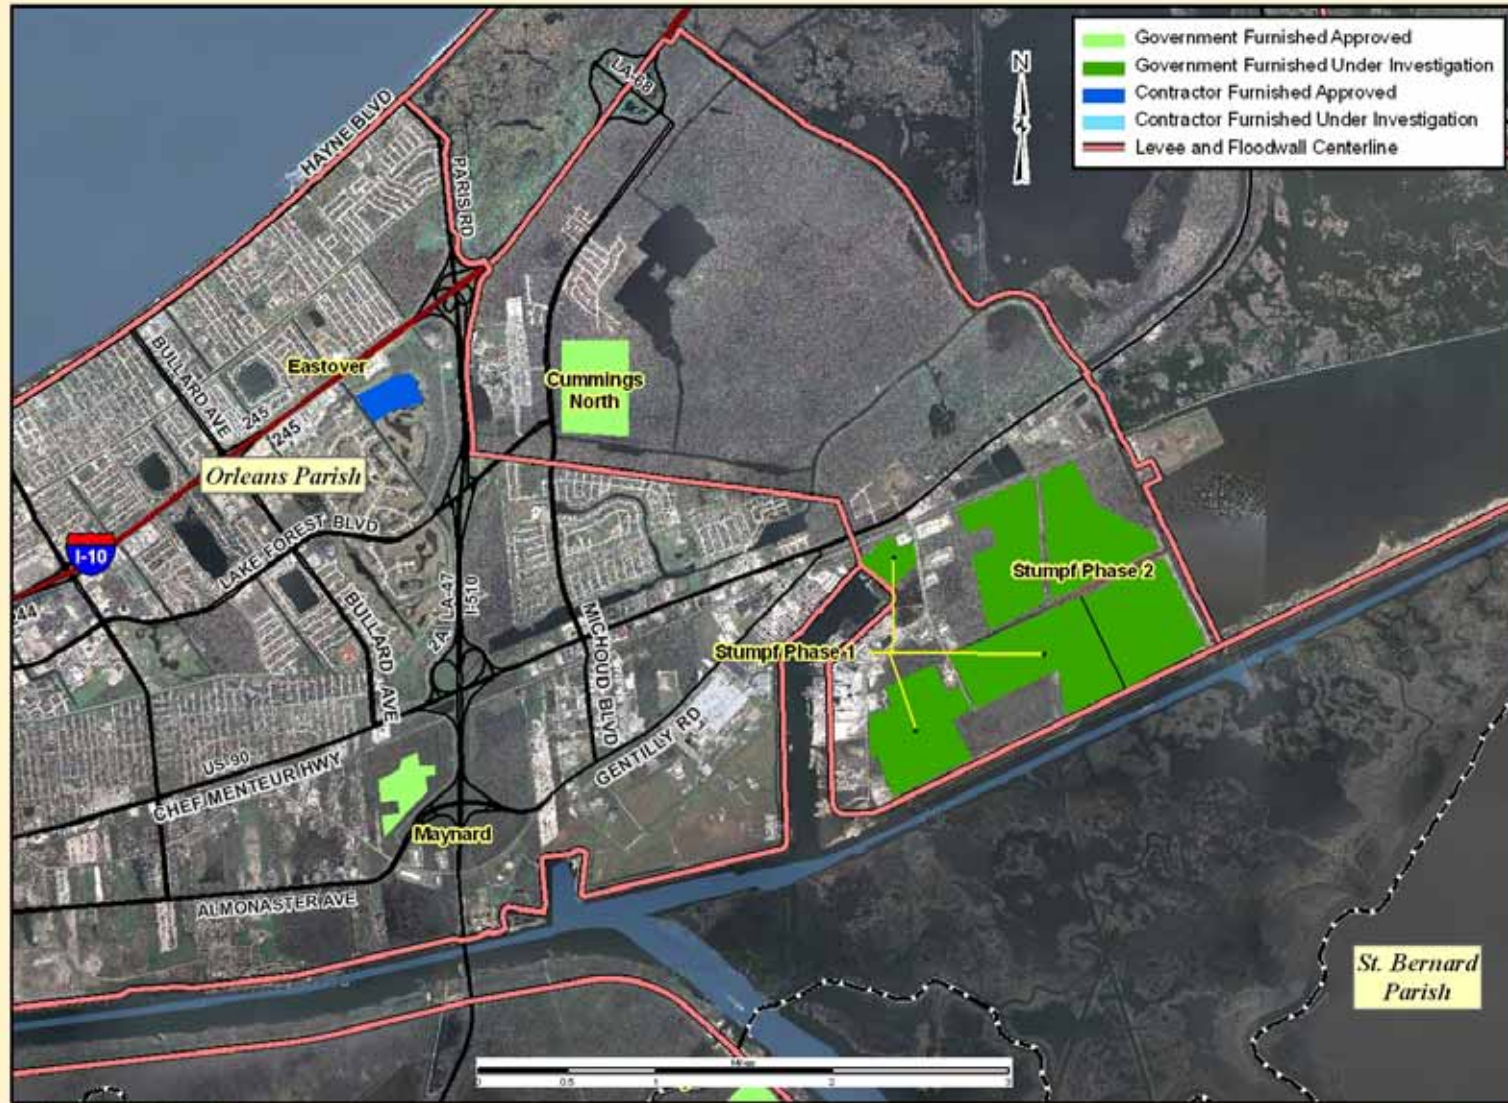 Government Furnished Approved
Government Furnished Under Investigation
Contractor Furnished Approved
Contractor Furnished Under Investigation
Levee and Floodwall Centerline
N
LA-68
HAYNE BLVD
PARIS RD
BULLARD AVE
Eastover
245
245
Cummings
North
Orleans Parish
I-10
LAKE FOREST BLVD
244
BULLARD AVE
2A
LA-47
I-510
MICHOUD BLVD
Stumpf Phase 2
Stumpf Phase 1
GENTILLY RD
US-90
CHEF MENTEUR HWY
Maynard
ALMONASTER AVE
St. Bernard
Parish
Miles
0 0.5 1 2 3